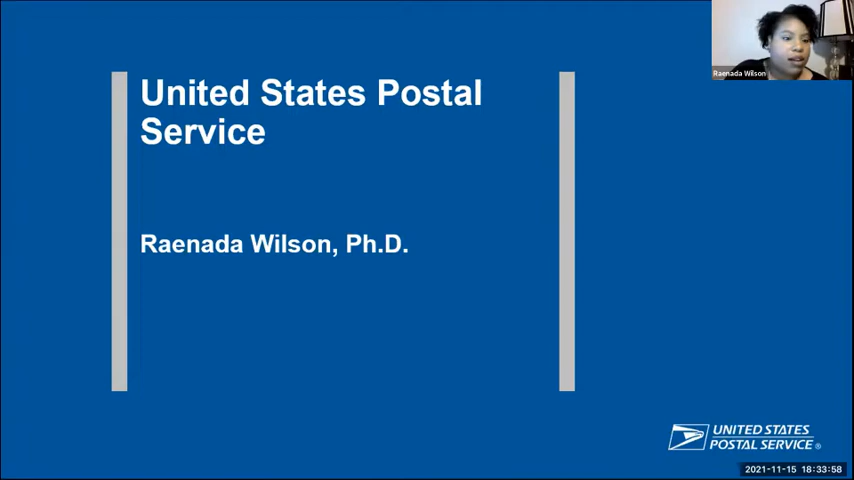 Raenada Wilson
United States Postal
Service
Raenada Wilson, Ph.D.
UNITED STATES
POSTAL SERVICE®
2021-11-15 18:33:58